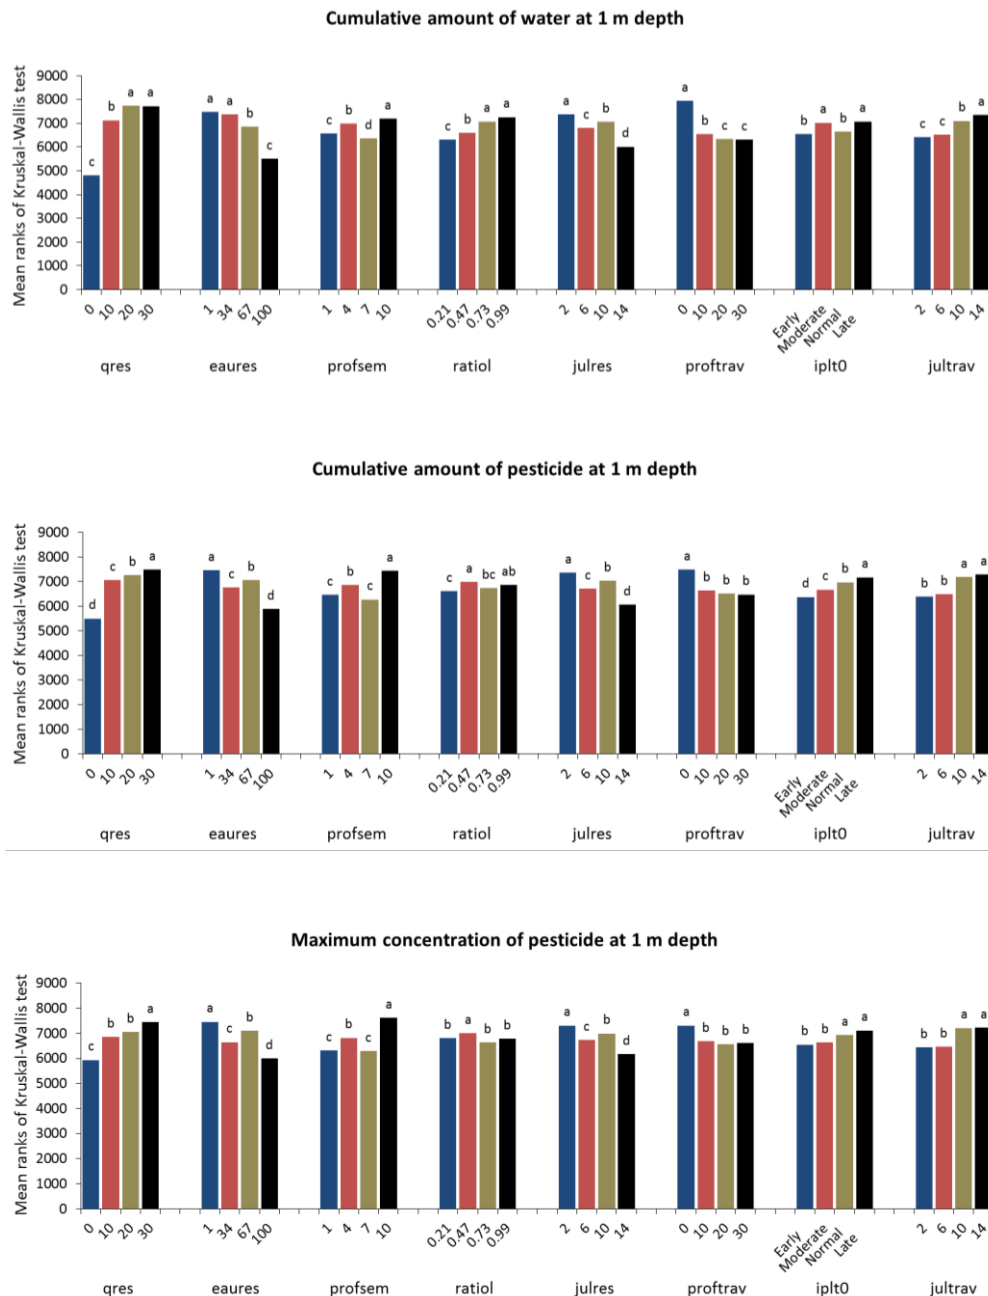 Cumulative amount of water at 1 m depth
Mean ranks of Kruskal-Wallis test
9000
8000
7000
6000
5000
4000
3000
2000
1000
0
c b a a a a b c c b d a c b a a a c b d a b c c b a b a c c b a
0 10 20 30 1 34 67 100 1 4 7 10 0.21 0.47 0.73 0.99 2 6 10 14 0 10 20 30 Early Moderate Normal Late 2 6 10 14
qres eaures profsem ratiol julres proftrav iplt0 jultrav
Cumulative amount of pesticide at 1 m depth
Mean ranks of Kruskal-Wallis test
9000
8000
7000
6000
5000
4000
3000
2000
1000
0
d c b a a c b d c b c a c a bc ab a c b d a b b b d c b a b b a a
0 10 20 30 1 34 67 100 1 4 7 10 0.21 0.47 0.73 0.99 2 6 10 14 0 10 20 30 Early Moderate Normal Late 2 6 10 14
qres eaures profsem ratiol julres proftrav iplt0 jultrav
Maximum concentration of pesticide at 1 m depth
Mean ranks of Kruskal-Wallis test
9000
8000
7000
6000
5000
4000
3000
2000
1000
0
c b b a a c b d c b c a b a b b a c b d a b b b b b a a b b a a
0 10 20 30 1 34 67 100 1 4 7 10 0.21 0.47 0.73 0.99 2 6 10 14 0 10 20 30 Early Moderate Normal Late 2 6 10 14
qres eaures profsem ratiol julres proftrav iplt0 jultrav